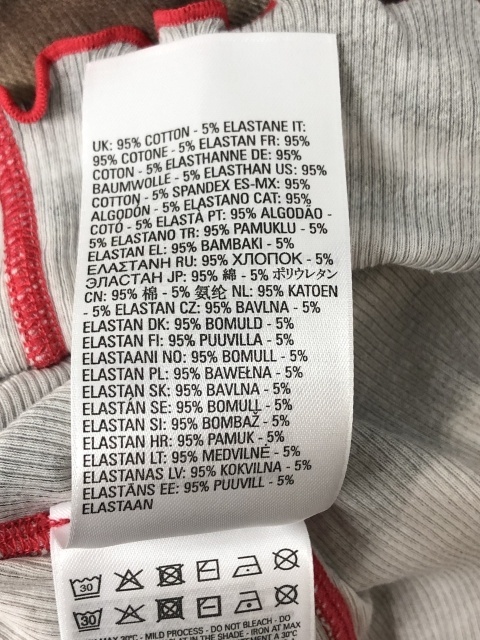 UK: 95% COTTON - 5% ELASTANE IT:
95% COTONE - 5% ELASTAN FR: 95%
COTON - 5% ELASTHANNE DE: 95%
BAUMWOLLE - 5% ELASTHAN US: 95%
COTTON - 5% SPANDEX ES-MX: 95%
ALGODÓN - 5% ELASTANO CAT: 95%
COTÓ - 5% ELASTÀ PT: 95% ALGODÃO -
5% ELASTANO TR: 95% PAMUKLU - 5%
ELASTAN EL: 95% BAMBAKI - 5%
ΕΛΑΣΤΑΝΗ RU: 95% ХЛОПОК - 5%
ЭЛАСТАН JP: 95% 綿 - 5% ポリウレタン
CN: 95% 棉 - 5% 氨纶 NL: 95% KATOEN
- 5% ELASTAN CZ: 95% BAVLNA - 5%
ELASTAN DK: 95% BOMULD - 5%
ELASTAN FI: 95% PUUVILLA - 5%
ELASTAANI NO: 95% BOMULL - 5%
ELASTAN PL: 95% BAWEŁNA - 5%
ELASTAN SK: 95% BAVLNA - 5%
ELASTÁN SE: 95% BOMULL - 5%
ELASTAN SI: 95% BOMBAŽ - 5%
ELASTAN HR: 95% PAMUK - 5%
ELASTAN LT: 95% MEDVILNĖ - 5%
ELASTANAS LV: 95% KOKVILNA - 5%
ELASTĀNS EE: 95% PUUVILL - 5%
ELASTAAN
30
30
MAX 30°C - MILD PROCESS - DO NOT BLEACH - DO
FLAT IN THE SHADE - IRON AT MAX